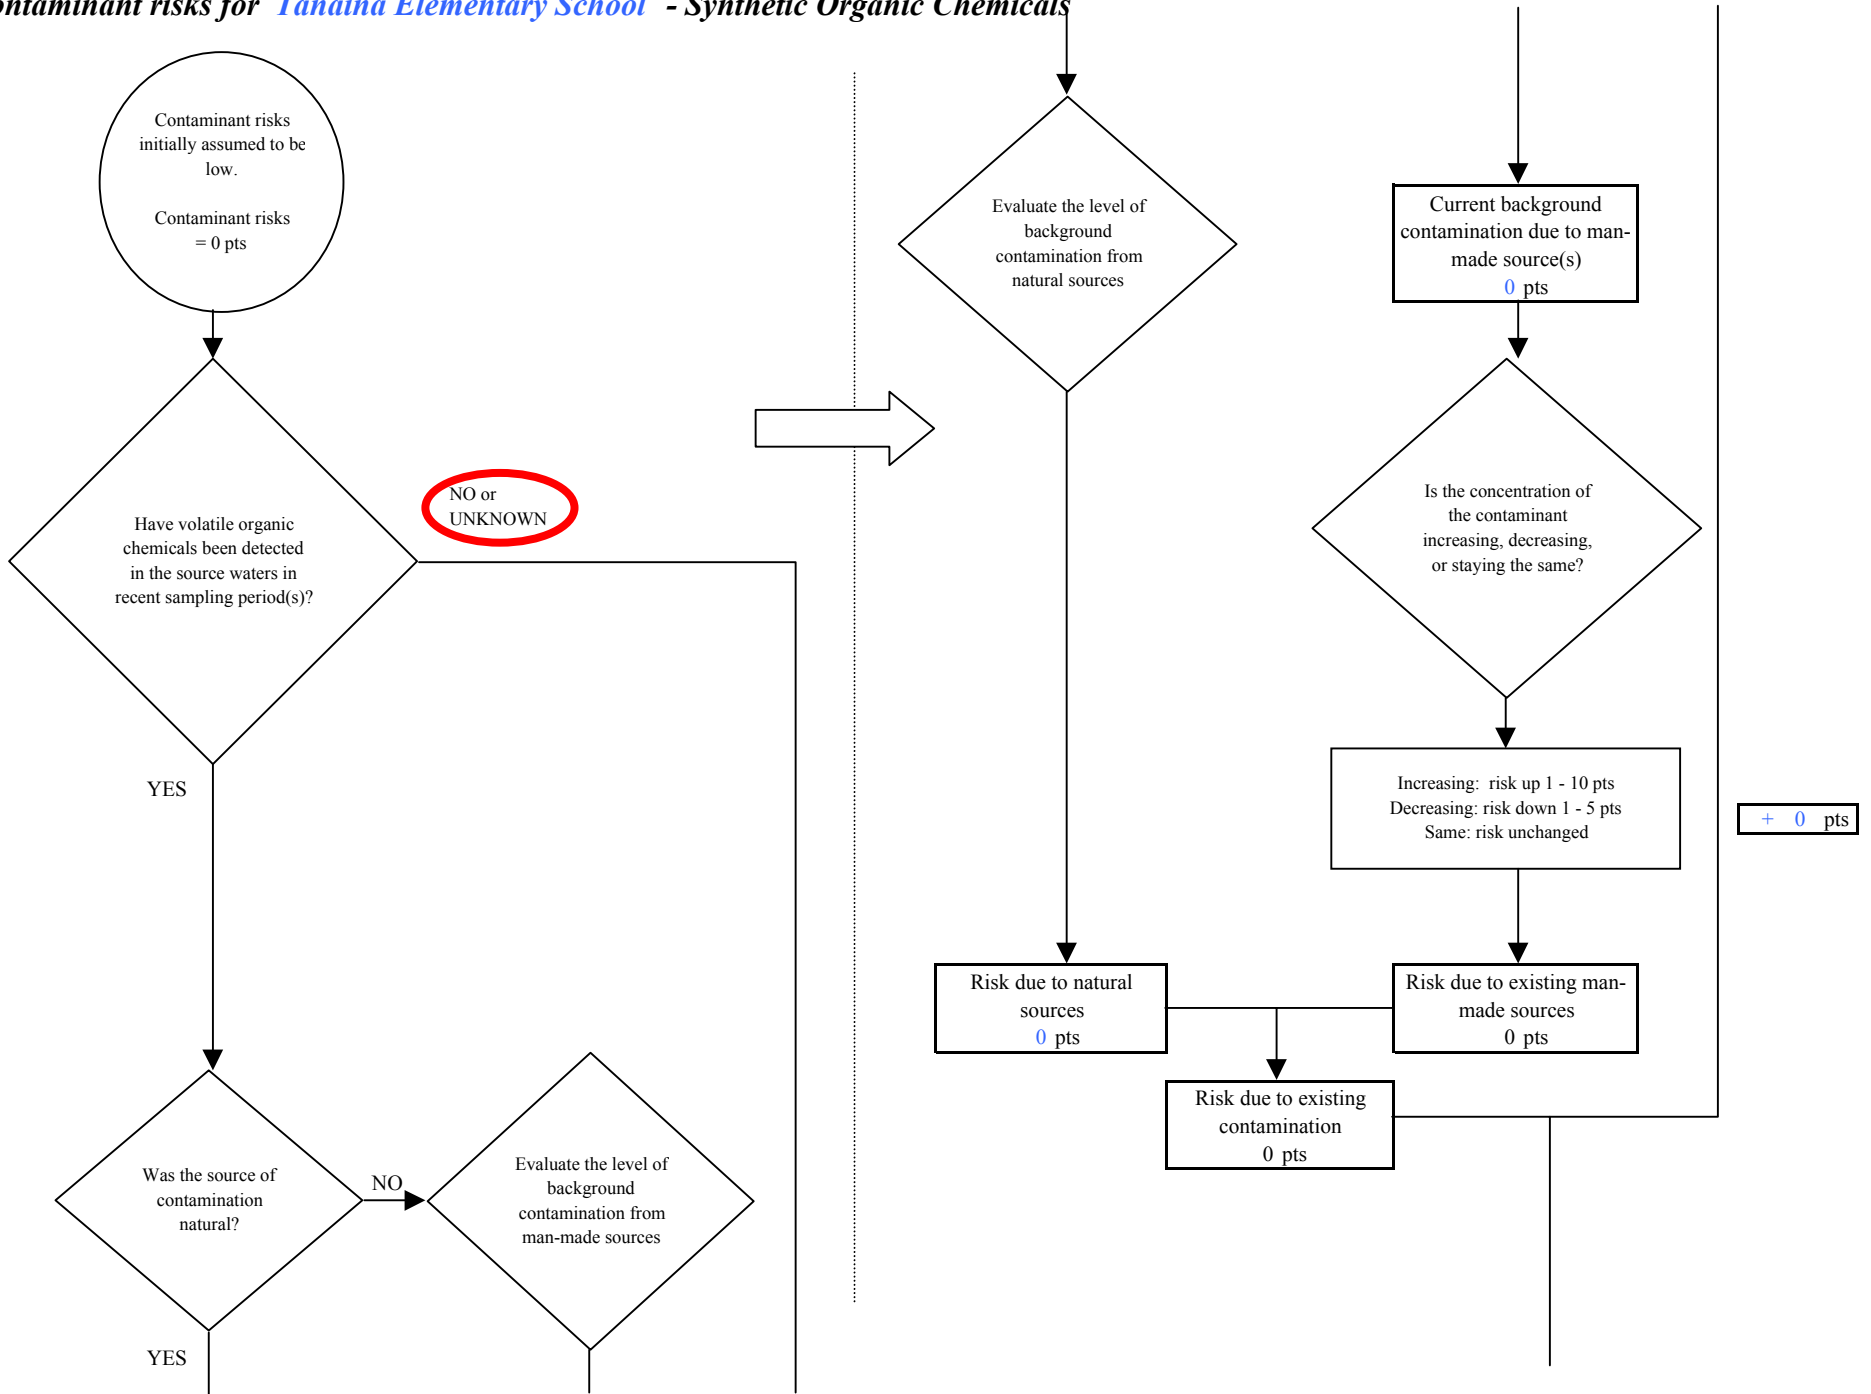 ontaminant risks for Tanaina Elementary School - Synthetic Organic Chemicals
Contaminant risks
initially assumed to be
low.
Contaminant risks
= 0 pts
Have volatile organic
chemicals been detected
in the source waters in
recent sampling period(s)?
NO or
UNKNOWN
YES
Was the source of
contamination
natural?
NO
YES
Evaluate the level of
background
contamination from
man-made sources
Evaluate the level of
background
contamination from
natural sources
Risk due to natural
sources
0 pts
Current background
contamination due to man-
made source(s)
0 pts
Is the concentration of
the contaminant
increasing, decreasing,
or staying the same?
Increasing: risk up 1 - 10 pts
Decreasing: risk down 1 - 5 pts
Same: risk unchanged
+ 0 pts
Risk due to existing man-
made sources
0 pts
Risk due to existing
contamination
0 pts